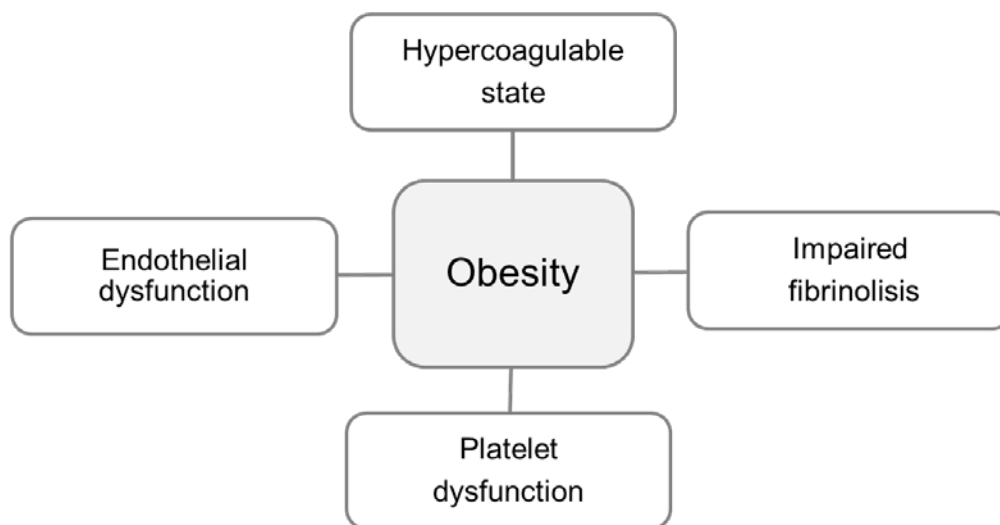 Hypercoagulable
state
Endothelial
dysfunction
Obesity
Impaired
fibrinolisis
Platelet
dysfunction